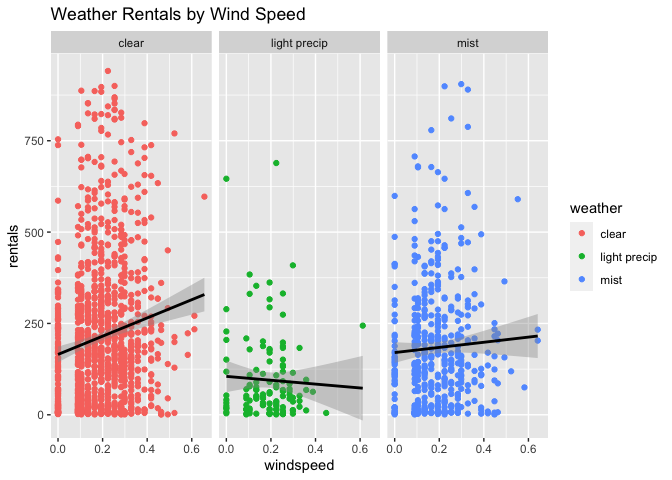 Weather Rentals by Wind Speed
clear
light precip
mist
rentals
750
500
250
0
0.0 0.2 0.4 0.6
0.0 0.2 0.4 0.6
0.0 0.2 0.4 0.6
windspeed
weather
clear
light precip
mist